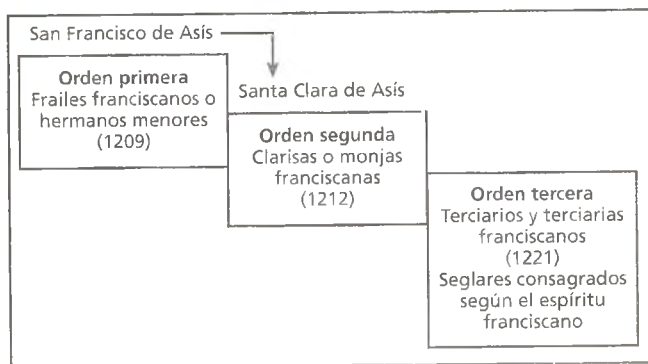 San Francisco de Asís
Orden primera
Frailes franciscanos o
hermanos menores
(1209)
Santa Clara de Asís
Orden segunda
Clarisas o monjas
franciscanas
(1212)
Orden tercera
Terciarios y terciarias
franciscanos
(1221)
Seglares consagrados
según el espíritu
franciscano